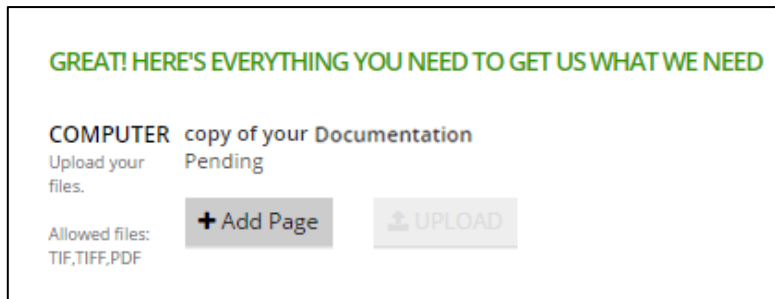 GREAT! HERE'S EVERYTHING YOU NEED TO GET US WHAT WE NEED
COMPUTER
Upload your
files.
Allowed files:
TIF,TIFF,PDF
copy of your Documentation
Pending
+ Add Page
UPLOAD